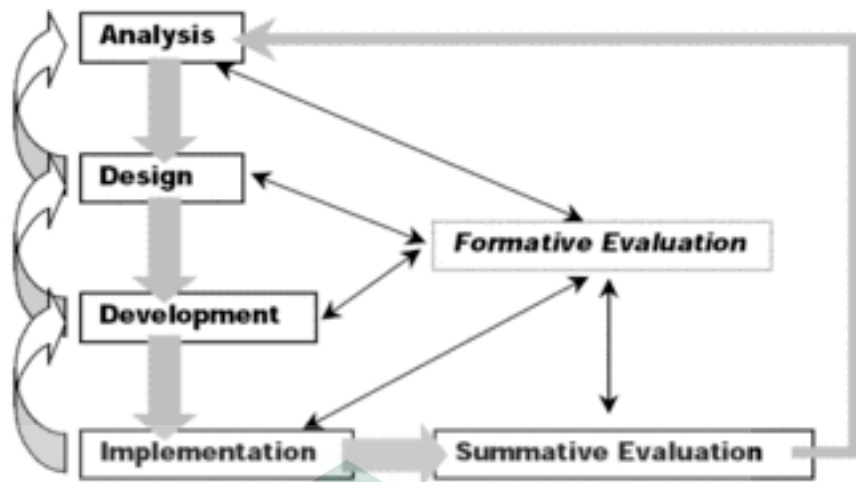 Analysis
Design
Formative Evaluation
Development
Implementation
Summative Evaluation